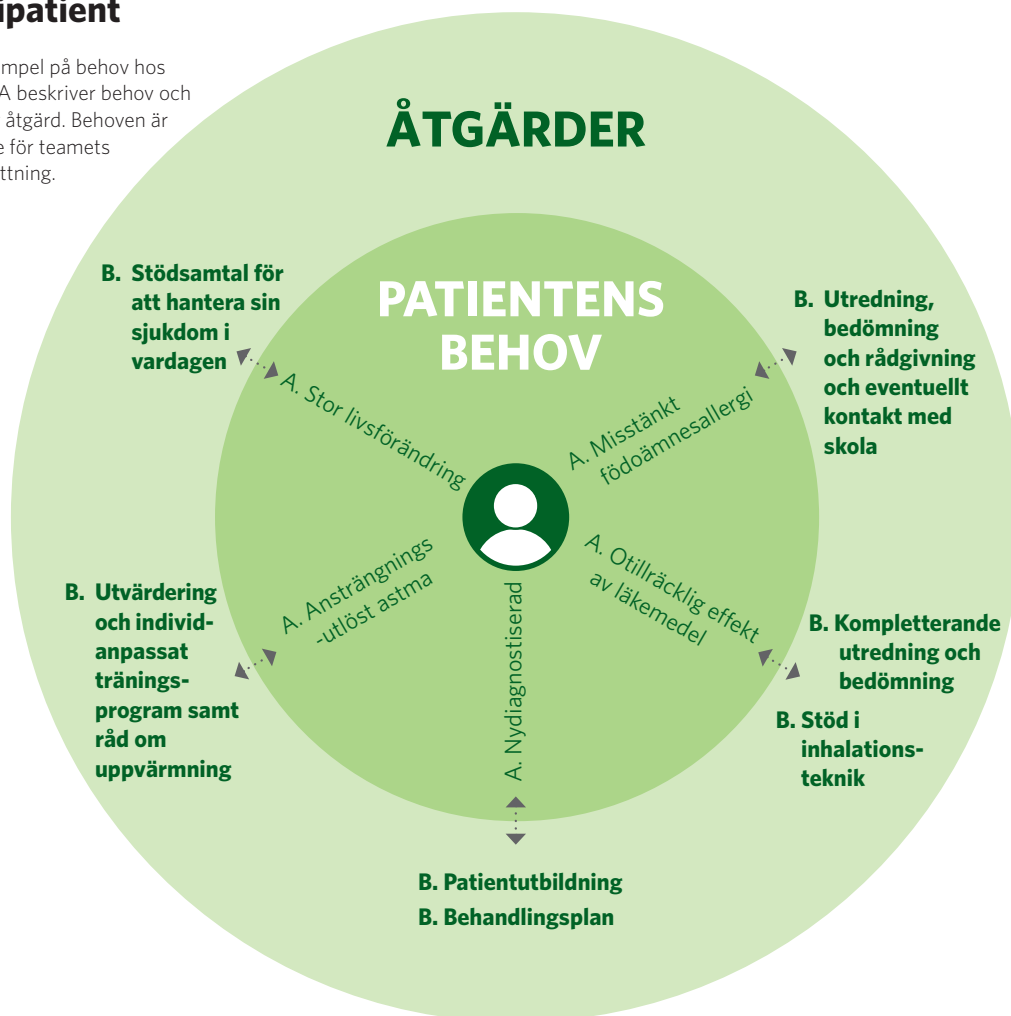 ipatient
mpel på behov hos
A beskriver behov och
åtgärd. Behoven är
e för teamets
ttning.
ÅTGÄRDER
PATIENTENS
BEHOV
B. Stödsamtal för
att hantera sin
sjukdom i
vardagen
A. Stor livsförändring
A. Misstänkt
födoämnesallergi
B. Utredning,
bedömning
och rådgivning
och eventuellt
kontakt med
skola
A. Ansträngnings
-utlöst astma
B. Utvärdering
och individ-
anpassat
tränings-
program samt
råd om
uppvärmning
A. Nydiagnostiserad
B. Patientutbildning
B. Behandlingsplan
A. Otillräcklig effekt
av läkemedel
B. Kompletterande
utredning och
bedömning
B. Stöd i
inhalations-
teknik